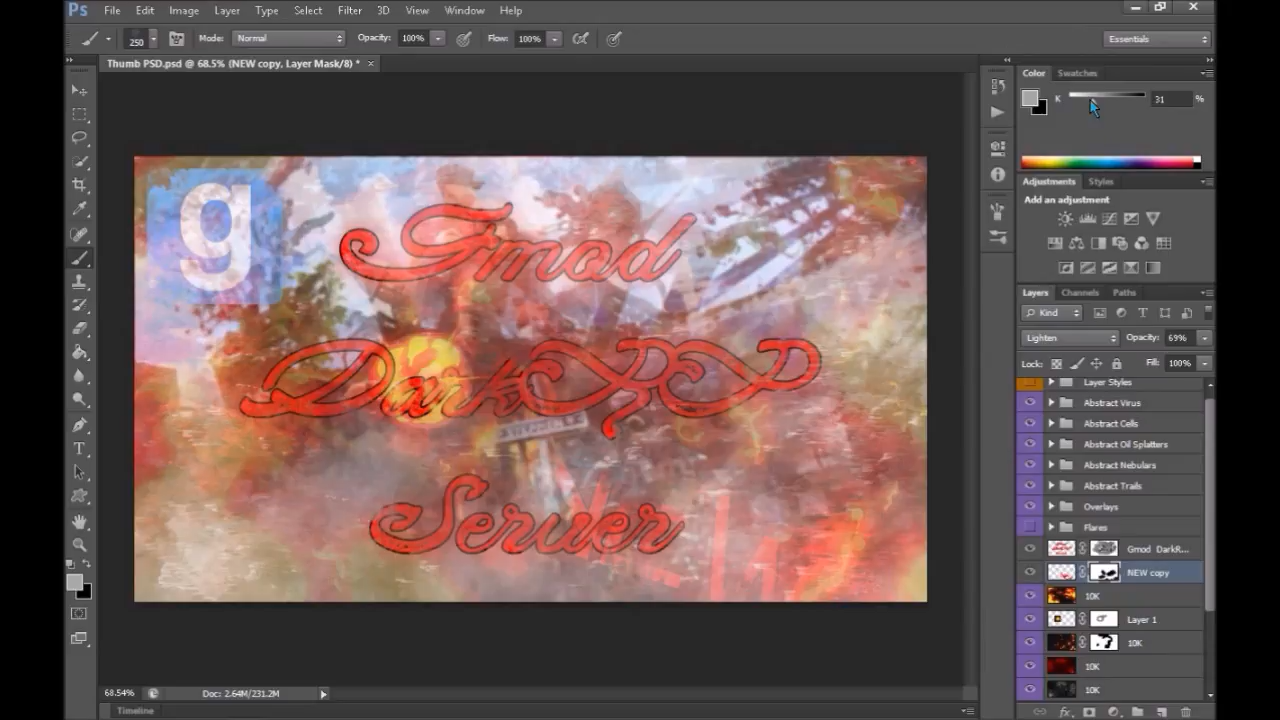 Ps File Edit Image Layer Type Select Filter 3D View Window Help
250 Mode: Normal Opacity: 100% Flow: 100% Essentials
Thumb PSD.psd @ 68.5% (NEW copy, Layer Mask/8) * ×
Color Swatches
K 31 %
g
Gmod
DarkRP
Server
Adjustments Styles
Add an adjustment
Layers Channels Paths
Kind
Lighten Opacity: 69%
Lock: Fill: 100%
Layer Styles
Abstract Virus
Abstract Cells
Abstract Oil Splatters
Abstract Nebulars
Abstract Trails
Overlays
Flares
Gmod DarkR...
NEW copy
10K
Layer 1
10K
10K
10K
T
fx
68.54% Doc: 2.64M/231.2M
Timeline